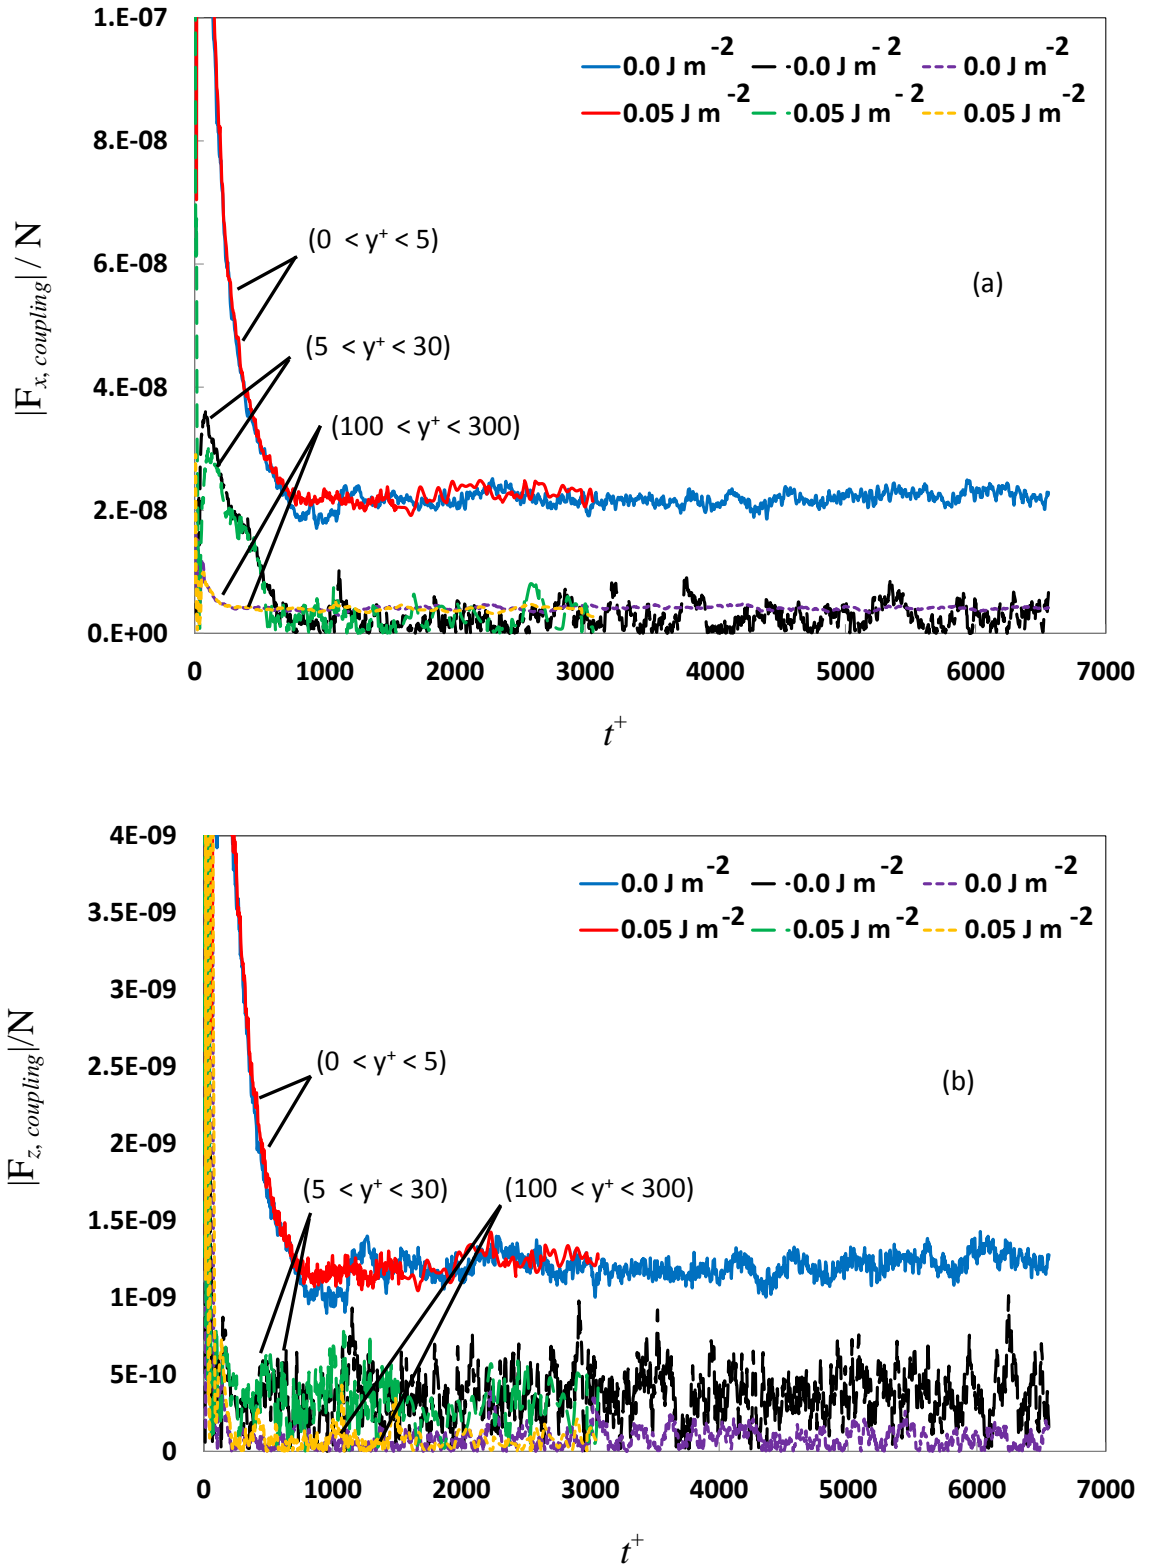 1.E-07
0.0 J m -2 0.0 J m - 2 0.0 J m -2
0.05 J m -2 0.05 J m - 2 0.05 J m -2
8.E-08
(0 < y+ < 5)
6.E-08
(a)
|Fx, coupling| / N
(5 < y+ < 30)
4.E-08
(100 < y+ < 300)
2.E-08
0.E+00
0 1000 2000 3000 4000 5000 6000 7000
t+
4E-09
0.0 J m -2 0.0 J m -2 0.0 J m -2
3.5E-09
0.05 J m -2 0.05 J m -2 0.05 J m -2
3E-09
|Fz, coupling|/N
2.5E-09
(0 < y+ < 5)
(b)
2E-09
(5 < y+ < 30) (100 < y+ < 300)
1.5E-09
1E-09
5E-10
0
0 1000 2000 3000 4000 5000 6000 7000
t+